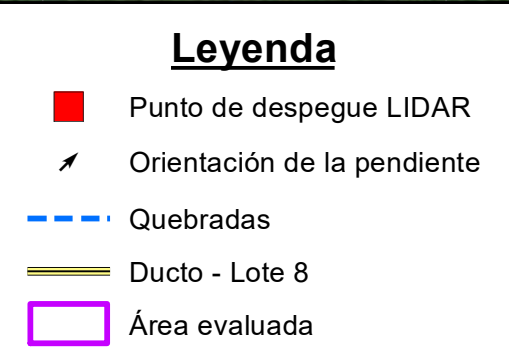 Leyenda
Punto de despegue LIDAR
Orientación de la pendiente
Quebradas
Ducto - Lote 8
Área evaluada